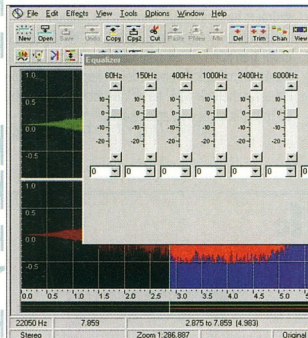 File Edit Effects View Tools Options Window Help
New Open Save Undo Copy Cpy2 Cut Paste PNew Mix Del Trim Chan View
Equalizer
60Hz 150Hz 400Hz 1000Hz 2400Hz 6000Hz
10 10 10 10 10 10
0 0 0 0 0 0
-10 -10 -10 -10 -10 -10
-20 -20 -20 -20 -20 -20
0 0 0 0 0 0
1.0
0.5
0.0
-0.5
1.0
0.5
0.0
-0.5
0.0 0.5 1.0 1.5 2.0 2.5 3.0 3.5 4.0 4.5 5.0
22050 Hz 7.859 2.875 to 7.859 (4.983)
Stereo Zoom 1:286.887 Original